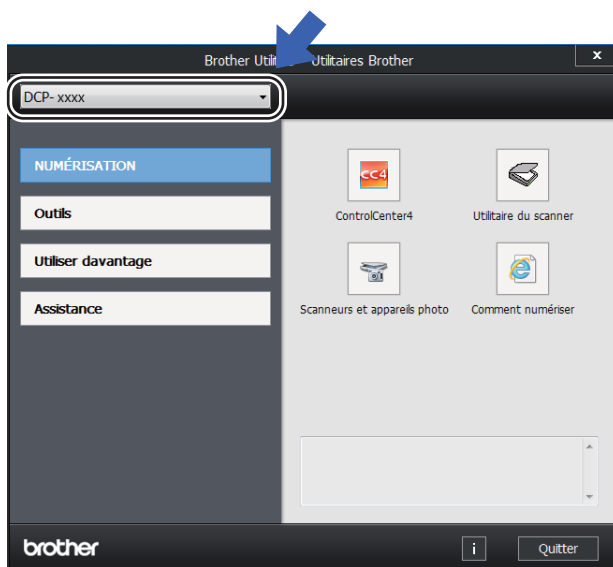 Brother Utilities Utilitaires Brother
x
DCP- xxxx
NUMÉRISATION
Outils
Utiliser davantage
Assistance
CC4
ControlCenter4
Utilitaire du scanner
Scanneurs et appareils photo
Comment numériser
brother
i
Quitter